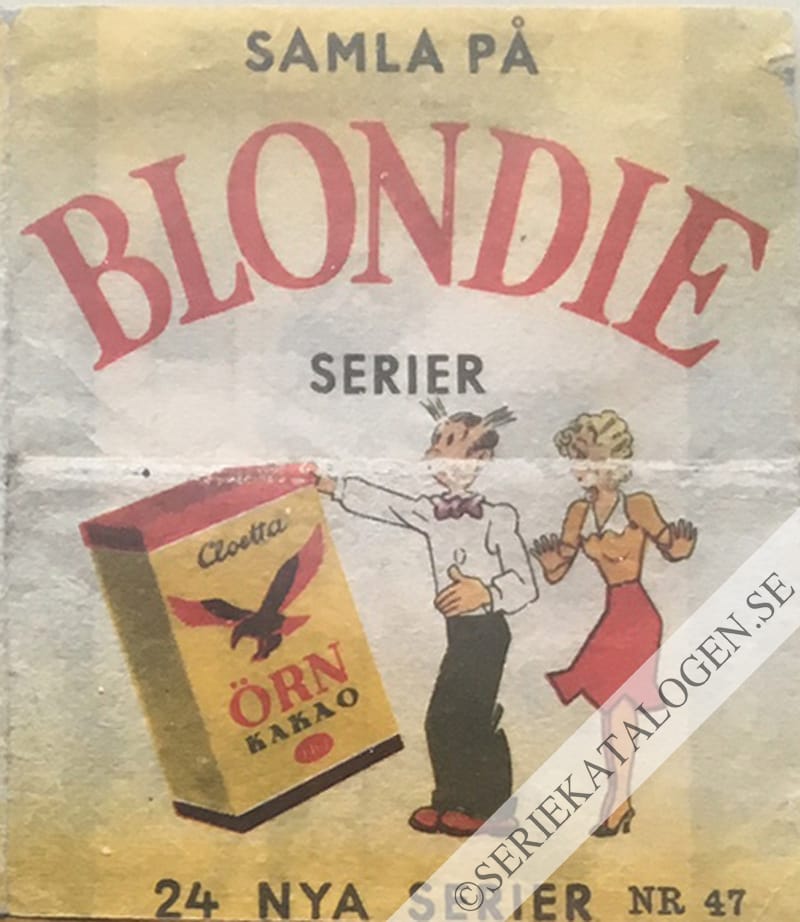 SAMLA PÅ
BLONDIE
SERIER
Cloetta
ÖRN
KAKAO
24 NYA SERIER NR 47
©SERIEKATALOGEN.SE